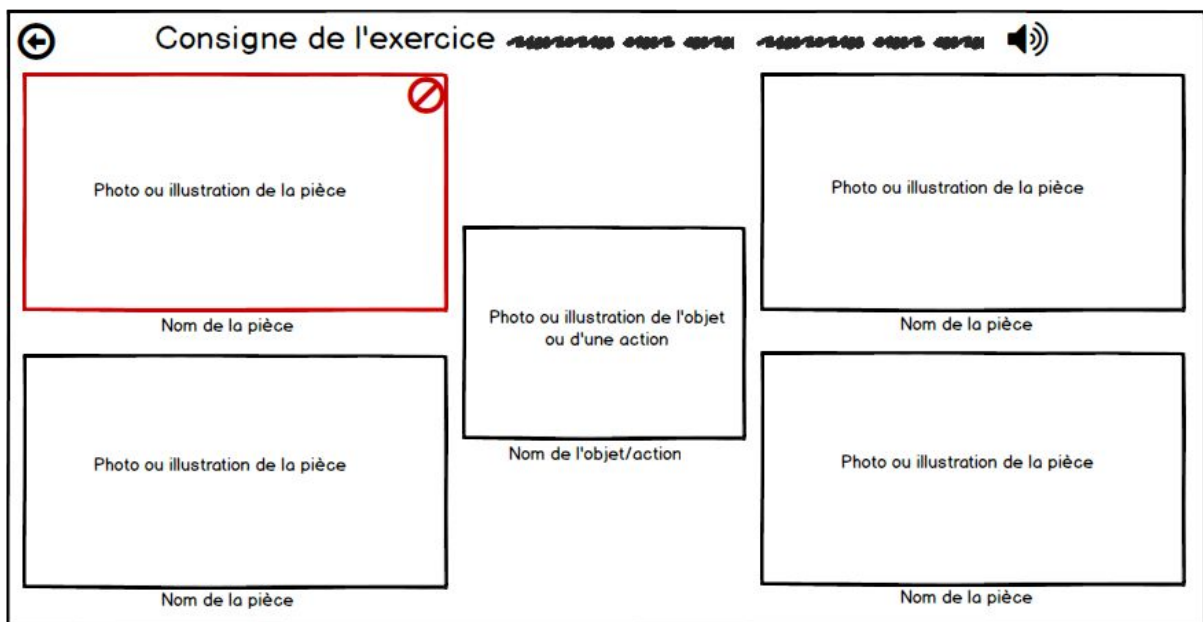 Consigne de l'exercice
Photo ou illustration de la pièce
Nom de la pièce
Photo ou illustration de la pièce
Nom de la pièce
Photo ou illustration de l'objet
ou d'une action
Nom de l'objet/action
Photo ou illustration de la pièce
Nom de la pièce
Photo ou illustration de la pièce
Nom de la pièce